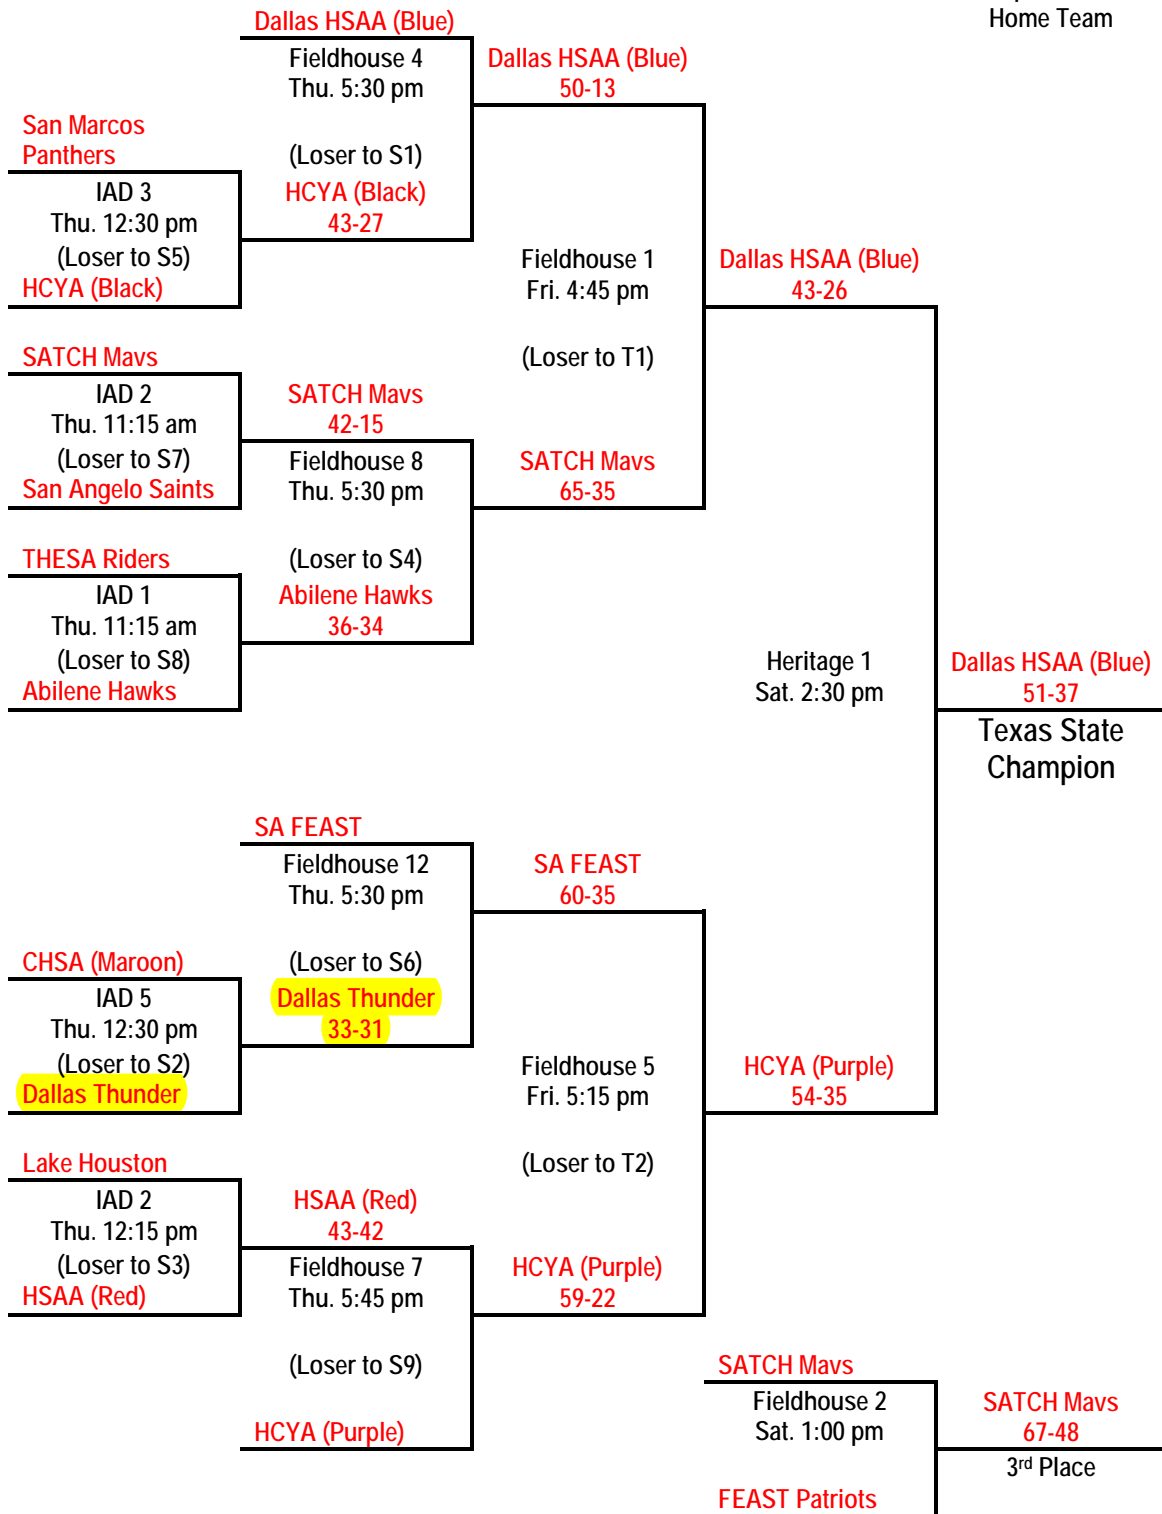 Home Team
Dallas HSAA (Blue)
Fieldhouse 4
Thu. 5:30 pm
(Loser to S1)
Dallas HSAA (Blue)
50-13
San Marcos
Panthers
IAD 3
Thu. 12:30 pm
(Loser to S5)
HCYA (Black)
HCYA (Black)
43-27
Fieldhouse 1
Fri. 4:45 pm
(Loser to T1)
Dallas HSAA (Blue)
43-26
SATCH Mavs
IAD 2
Thu. 11:15 am
(Loser to S7)
San Angelo Saints
SATCH Mavs
42-15
Fieldhouse 8
Thu. 5:30 pm
(Loser to S4)
SATCH Mavs
65-35
THESA Riders
IAD 1
Thu. 11:15 am
(Loser to S8)
Abilene Hawks
Abilene Hawks
36-34
Heritage 1
Sat. 2:30 pm
Dallas HSAA (Blue)
51-37
Texas State
Champion
SA FEAST
Fieldhouse 12
Thu. 5:30 pm
(Loser to S6)
SA FEAST
60-35
CHSA (Maroon)
IAD 5
Thu. 12:30 pm
(Loser to S2)
Dallas Thunder
Dallas Thunder
33-31
Fieldhouse 5
Fri. 5:15 pm
(Loser to T2)
HCYA (Purple)
54-35
Lake Houston
IAD 2
Thu. 12:15 pm
(Loser to S3)
HSAA (Red)
HSAA (Red)
43-42
Fieldhouse 7
Thu. 5:45 pm
(Loser to S9)
HCYA (Purple)
HCYA (Purple)
59-22
SATCH Mavs
Fieldhouse 2
Sat. 1:00 pm
FEAST Patriots
SATCH Mavs
67-48
3rd Place